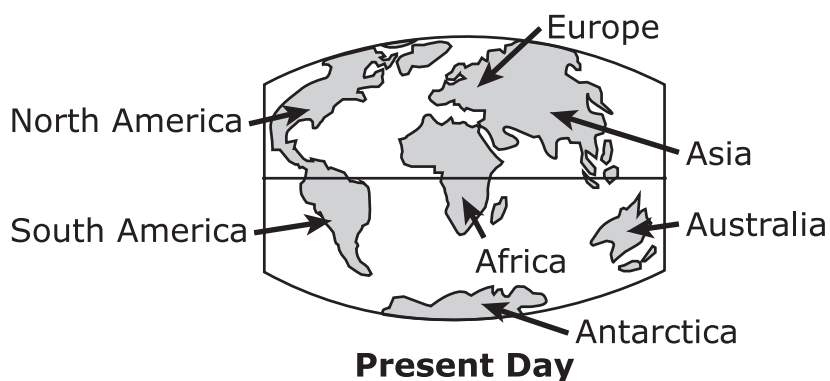 Europe
North America
Asia
South America
Australia
Africa
Antarctica
Present Day